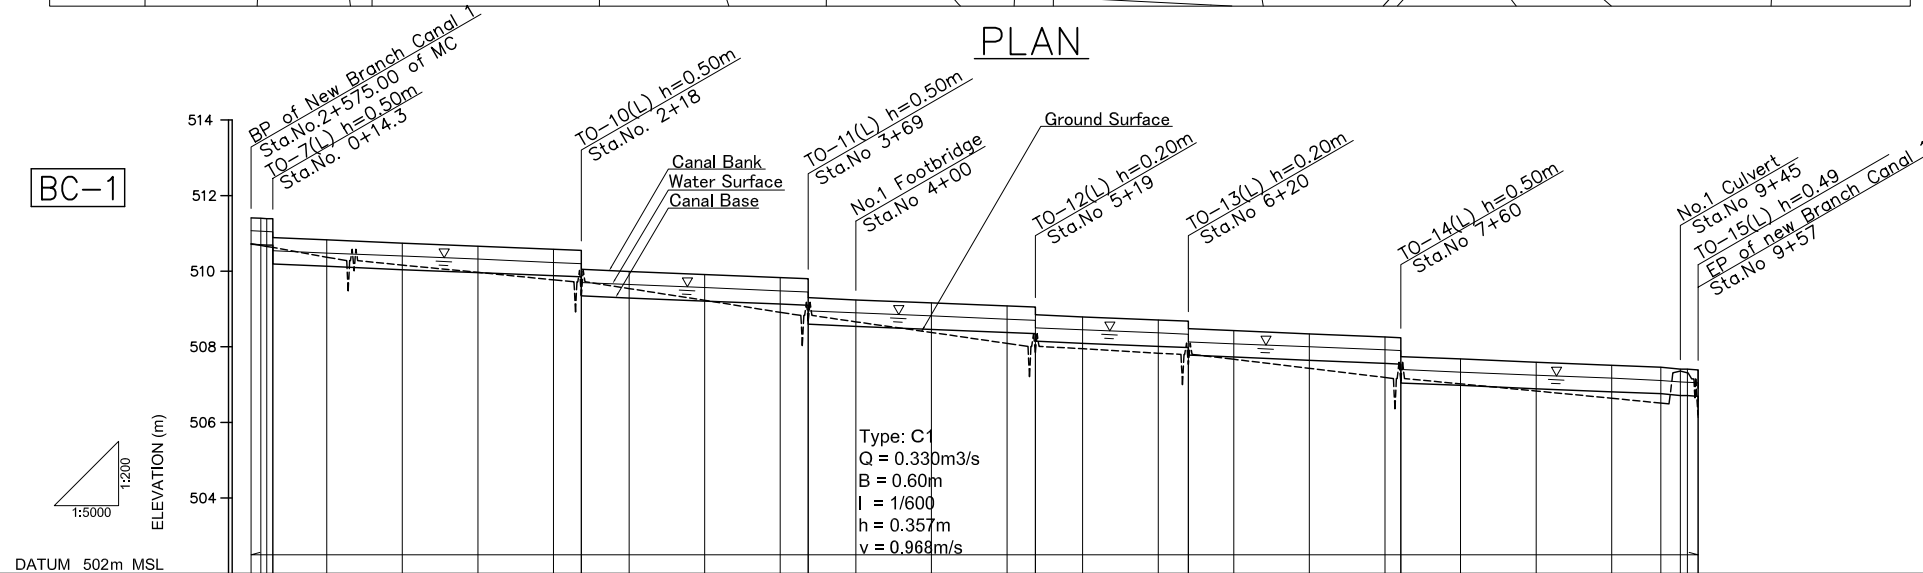 PLAN
BP of New Branch Canal 1
Sta.No.2+575.00 of MC
TO-7(L) h=0.50m
Sta.No. 0+14.3
TO-10(L) h=0.50m
Sta.No. 2+18
TO-11(L) h=0.50m
Sta.No 3+69
No.1 Footbridge
Sta.No 4+00
Ground Surface
TO-12(L) h=0.20m
Sta.No 5+19
TO-13(L) h=0.20m
Sta.No 6+20
TO-14(L) h=0.50m
Sta.No 7+60
No.1 Culvert
Sta.No 9+45
TO-15(L) h=0.49
EP of new Branch Canal 1
Sta.No 9+57
Canal Bank
Water Surface
Canal Base
BC-1
514
512
510
508
506
504
ELEVATION (m)
1:200
1:5000
Type: C1
Q = 0.330m3/s
B = 0.60m
I = 1/600
h = 0.357m
v = 0.968m/s
DATUM 502m MSL